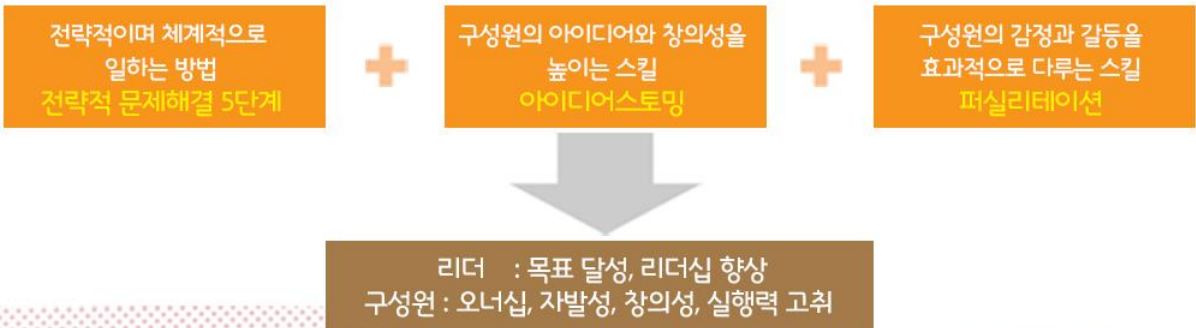 전략적이며 체계적으로
일하는 방법
전략적 문제해결 5단계
구성원의 아이디어와 창의성을
높이는 스킬
아이디어스토밍
구성원의 감정과 갈등을
효과적으로 다루는 스킬
퍼실리테이션
리더 : 목표 달성, 리더십 향상
구성원 : 오너십, 자발성, 창의성, 실행력 고취